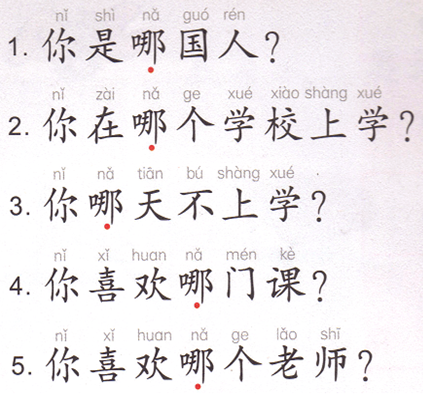 nǐ shì nǎ guó rén
1. 你是哪国人?
nǐ zài nǎ ge xué xiào shàng xué
2. 你在哪个学校上学?
nǐ nǎ tiān bú shàng xué
3. 你哪天不上学?
nǐ xǐ huan nǎ mén kè
4. 你喜欢哪门课?
nǐ xǐ huan nǎ ge lǎo shī
5. 你喜欢哪个老师?